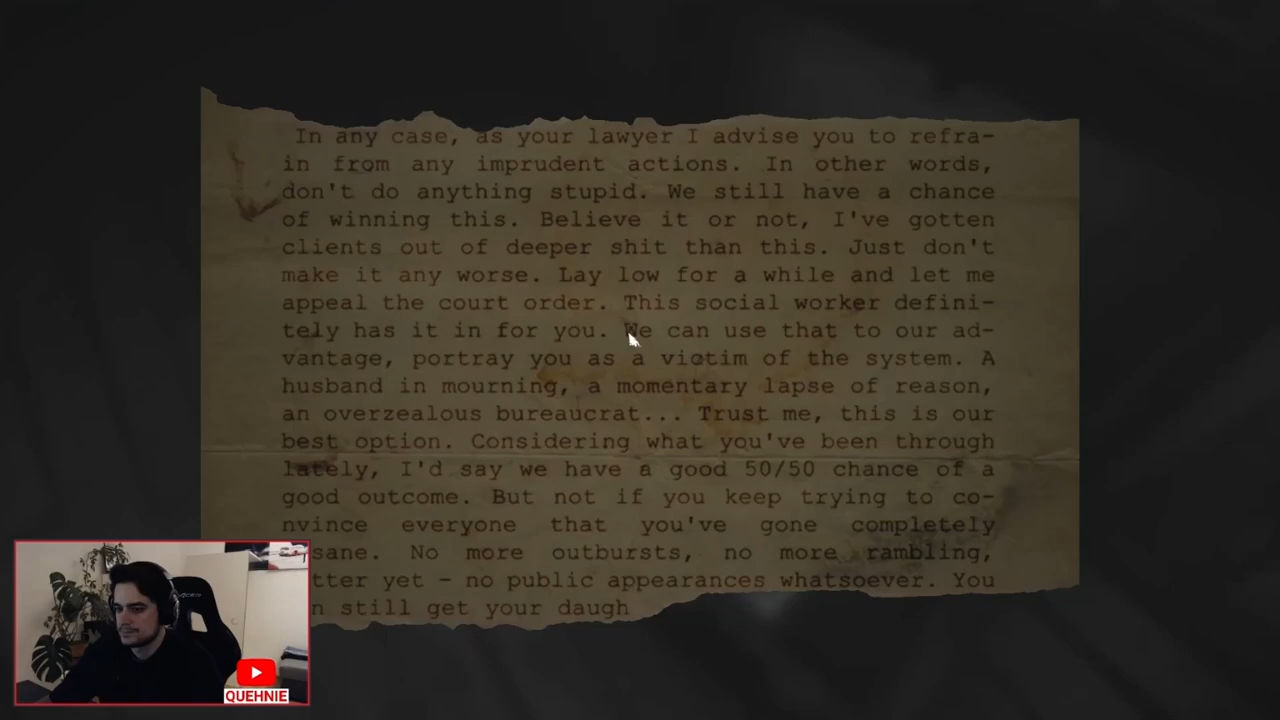 In any case, as your lawyer I advise you to refra-
in from any imprudent actions. In other words,
don't do anything stupid. We still have a chance
of winning this. Believe it or not, I've gotten
clients out of deeper shit than this. Just don't
make it any worse. Lay low for a while and let me
appeal the court order. This social worker defini-
tely has it in for you. We can use that to our ad-
vantage, portray you as a victim of the system. A
husband in mourning, a momentary lapse of reason,
an overzealous bureaucrat... Trust me, this is our
best option. Considering what you've been through
lately, I'd say we have a good 50/50 chance of a
good outcome. But not if you keep trying to co-
nvince everyone that you've gone completely
sane. No more outbursts, no more rambling,
tter yet - no public appearances whatsoever. You
n still get your daugh
QUEHNIE